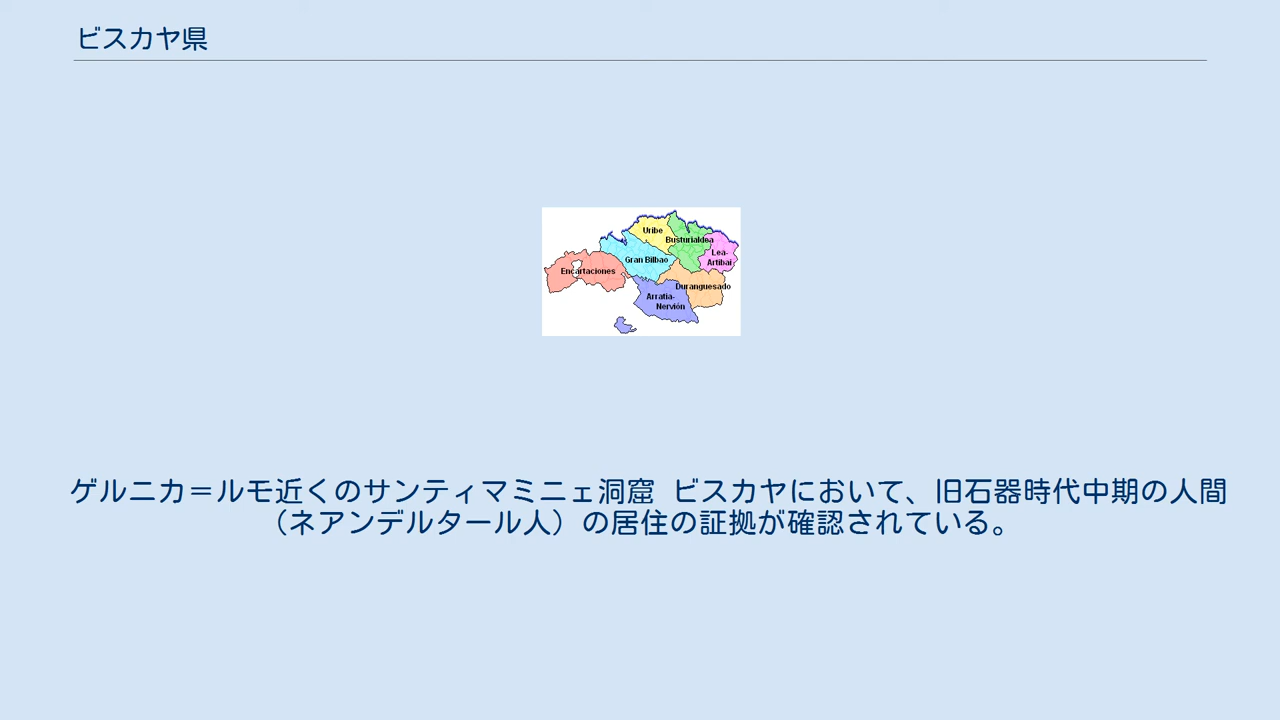 ビスカヤ県
Uribe
Busturialdea
Lea-
Artibai
Gran Bilbao
Encartaciones
Duranguesado
Arratia-
Nervión
ゲルニカ＝ルモ近くのサンティマミニェ洞窟 ビスカヤにおいて、旧石器時代中期の人間
（ネアンデルタール人）の居住の証拠が確認されている。